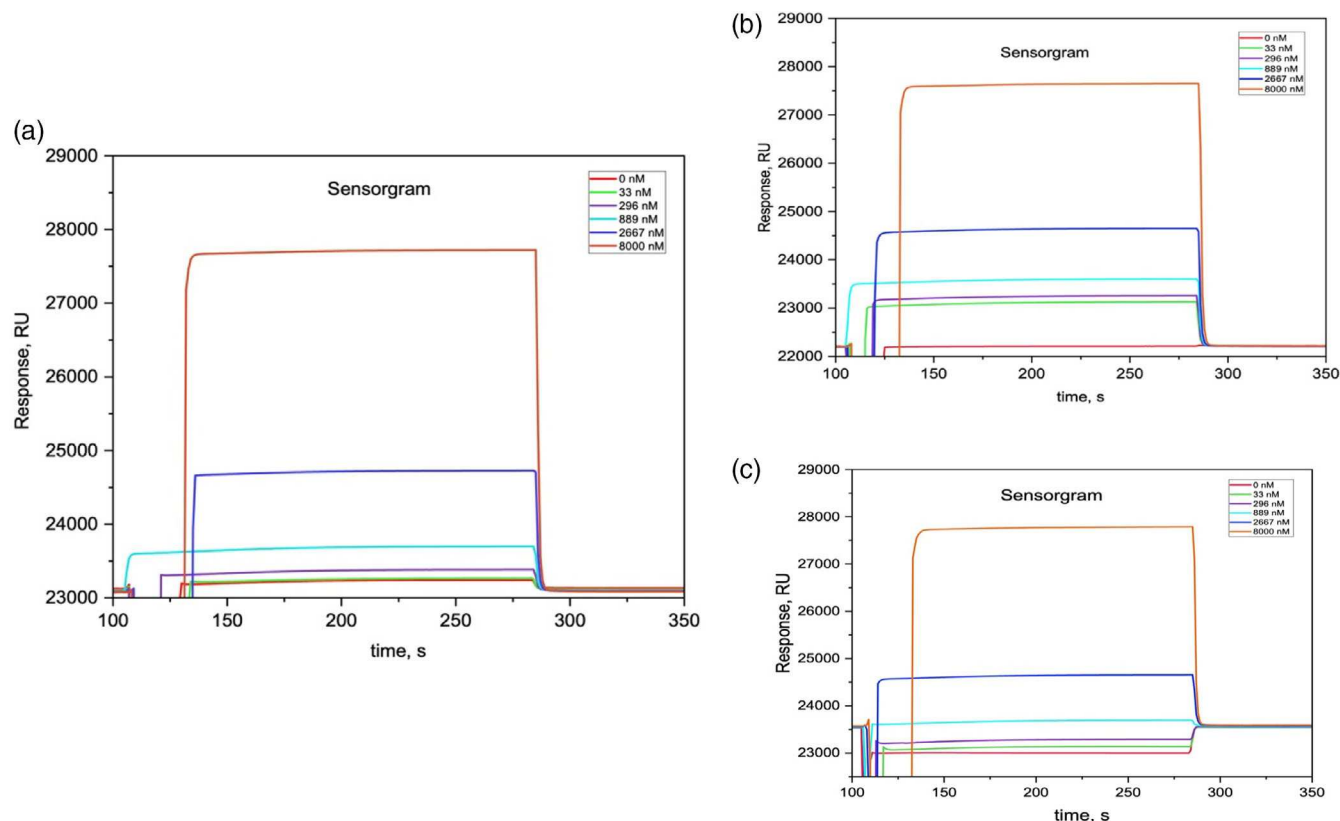 (a)
Sensorgram
0 nM
33 nM
296 nM
889 nM
2667 nM
8000 nM
Response, RU
29000
28000
27000
26000
25000
24000
23000
100
150
200
250
300
350
time, s
(b)
Sensorgram
0 nM
33 nM
296 nM
889 nM
2667 nM
8000 nM
Response, RU
29000
28000
27000
26000
25000
24500
23000
22000
100
150
200
250
300
350
time, s
(c)
Sensorgram
0 nM
33 nM
296 nM
889 nM
2667 nM
8000 nM
Response, RU
29000
28000
27000
26000
25000
24000
23000
100
150
200
250
300
350
time, s